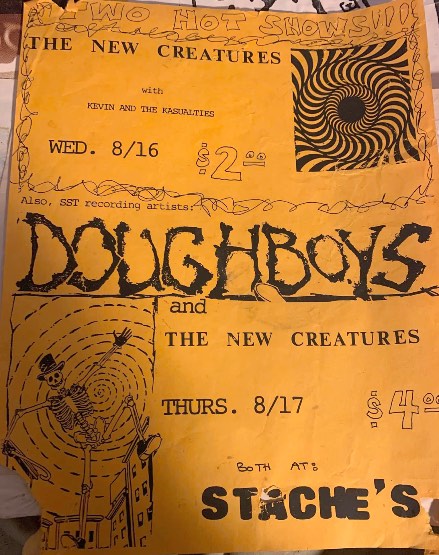 TWO HOT SHOWS!!!
THE NEW CREATURES
with
KEVIN AND THE KASUALTIES
WED. 8/16
$2.00
Also, SST recording artists:
DOUGHBOYS
and
THE NEW CREATURES
THURS. 8/17
$4.00
BOTH AT:
STACHE'S